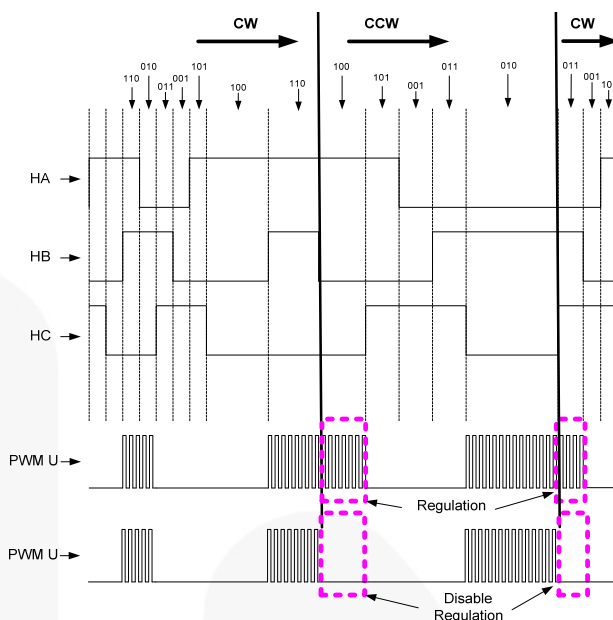 CW
CCW
CW
110
010
011
001
101
100
110
100
101
001
011
010
011
001
10
HA
HB
HC
PWM U
Regulation
PWM U
Disable
Regulation